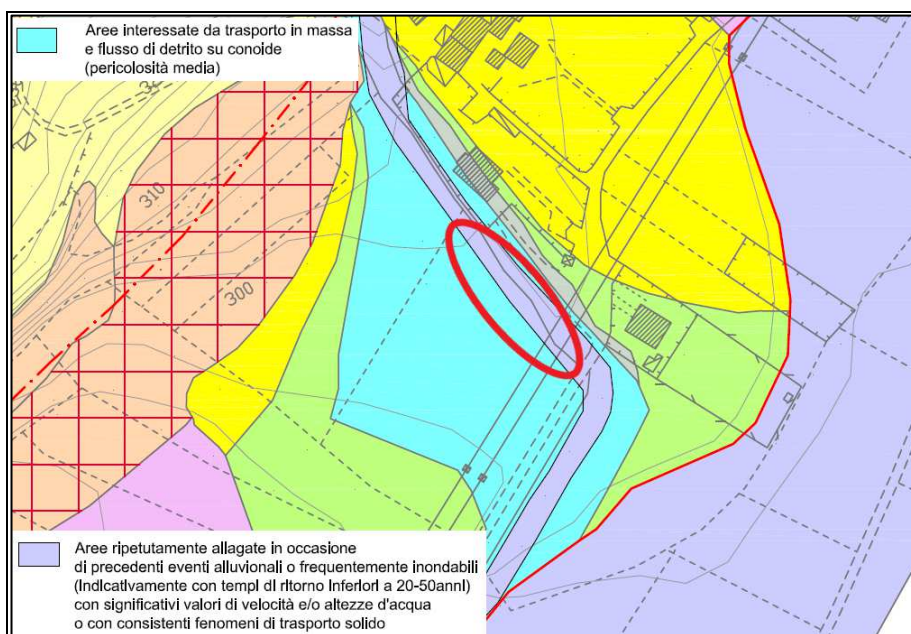 Aree interessate da trasporto in massa
e flusso di detrito su conoide
(pericolosità media)
310
300
Aree ripetutamente allagate in occasione
di precedenti eventi alluvionali o frequentemente inondabili
(indicativamente con tempi di ritorno inferiori a 20-50anni)
con significativi valori di velocità e/o altezze d'acqua
o con consistenti fenomeni di trasporto solido